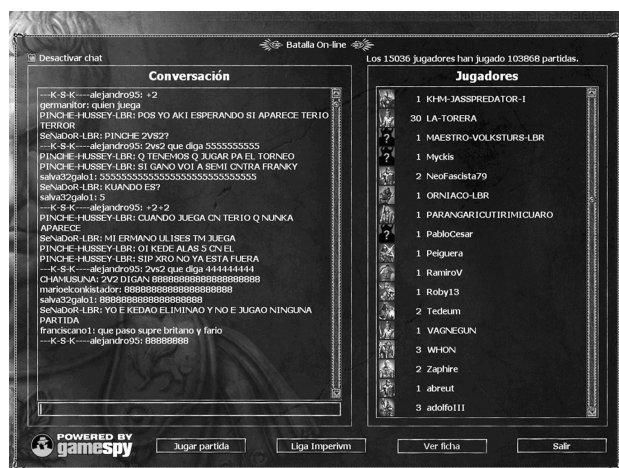 Batalla On-line
Desactivar chat
Los 15036 jugadores han jugado 103868 partidas.
Conversación
---K-S-K----alejandro95: +2
germanitor: quien juega
PINCHE-HUSSEY-LBR: POS YO AKI ESPERANDO SI APARECE TERIO
TERROR
SeNaDoR-LBR: PINCHE 2VS2?
---K-S-K----alejandro95: 2vs2 que diga 5555555555
PINCHE-HUSSEY-LBR: Q TENEMOS Q JUGAR PA EL TORNEO
PINCHE-HUSSEY-LBR: SI GANO VOI A SEMI CNTRA FRANKY
salva32galo1: 5555555555555555555555555555
SeNaDoR-LBR: KUANDO ES?
salva32galo1: 5
---K-S-K----alejandro95: +2+2
PINCHE-HUSSEY-LBR: CUANDO JUEGA CN TERIO Q NUNKA
APARECE
SeNaDoR-LBR: MI ERMANO ULISES TM JUEGA
PINCHE-HUSSEY-LBR: OI KEDE ALAS 5 CN EL
PINCHE-HUSSEY-LBR: SIP XRO NO YA ESTA FUERA
---K-S-K----alejandro95: 2vs2 que diga 444444444
CHAMUSUNA: 2V2 DIGAN 8888888888888888888888
marioelconkistador: 8888888888888888888888
salva32galo1: 888888888888888888888
SeNaDoR-LBR: YO E KEDAO ELIMINAO Y NO E JUGAO NINGUNA
PARTIDA
franciscano1: que paso supre britano y fario
---K-S-K----alejandro95: 88888888
Jugadores
1 KHM-JASSPREDATOR-I
30 LA-TORERA
1 MAESTRO-VOLKSTURS-LBR
1 Myckis
2 NeoFascista79
1 ORNIACO-LBR
1 PARANGARICUTIRIMICUARO
1 PabloCesar
1 Peiguera
1 RamiroV
1 Roby13
2 Tedeum
1 VAGNEGUN
3 WHON
2 Zaphire
1 abreut
3 adolfoIII
POWERED BY
gamespy
Jugar partida
Liga Imperivm
Ver ficha
Salir